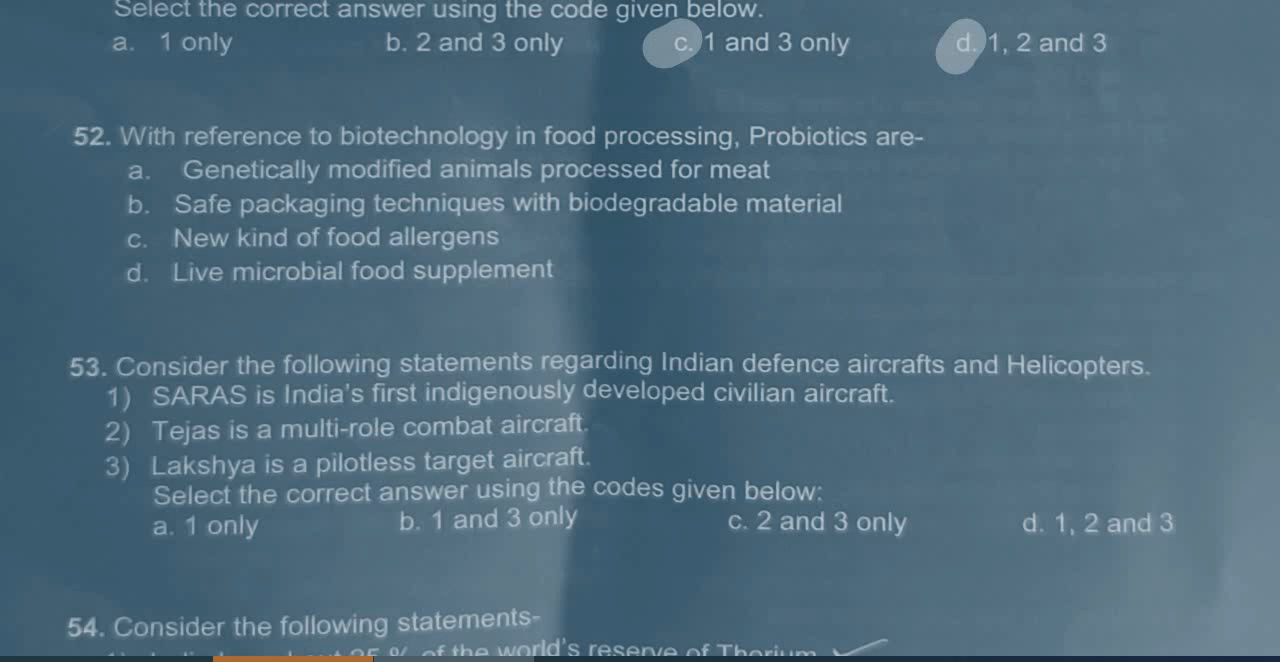 Select the correct answer using the code given below.
a. 1 only b. 2 and 3 only c. 1 and 3 only d. 1, 2 and 3
52. With reference to biotechnology in food processing, Probiotics are-
a. Genetically modified animals processed for meat
b. Safe packaging techniques with biodegradable material
c. New kind of food allergens
d. Live microbial food supplement
53. Consider the following statements regarding Indian defence aircrafts and Helicopters.
1) SARAS is India's first indigenously developed civilian aircraft.
2) Tejas is a multi-role combat aircraft.
3) Lakshya is a pilotless target aircraft.
Select the correct answer using the codes given below:
a. 1 only b. 1 and 3 only c. 2 and 3 only d. 1, 2 and 3
54. Consider the following statements-
of the world's reserve of Thorium